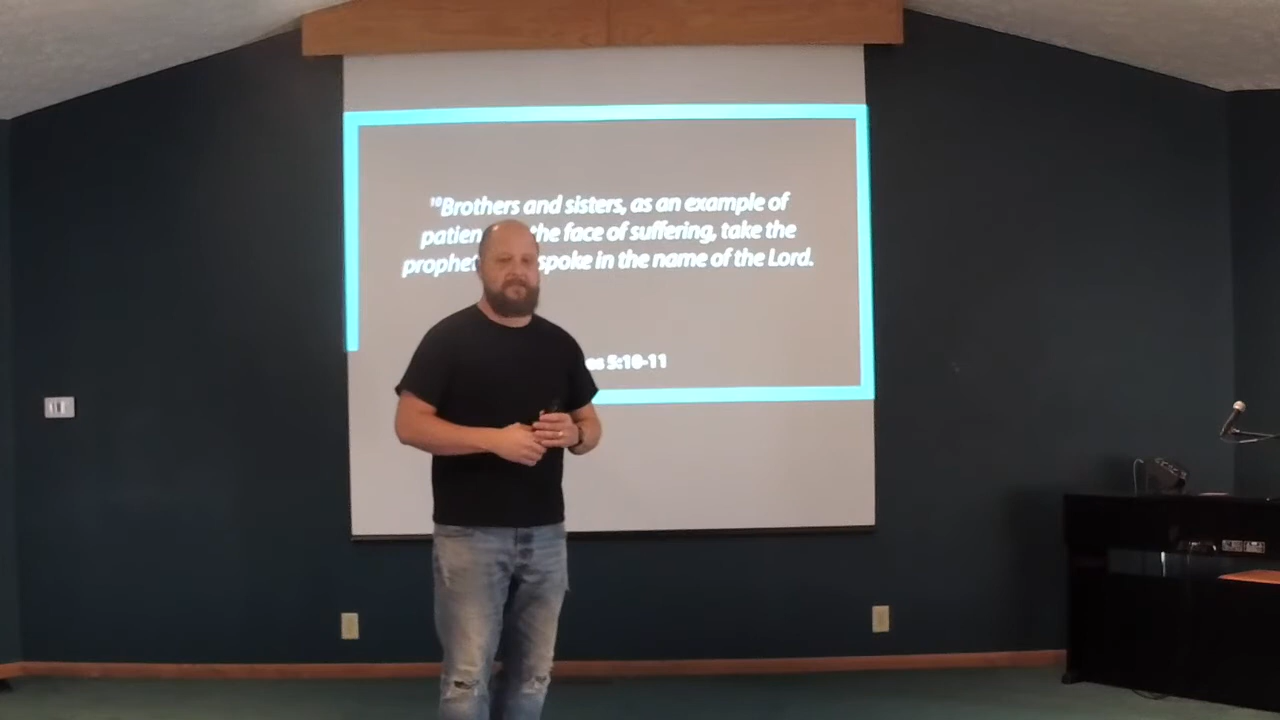 ¹⁰Brothers and sisters, as an example of
patien the face of suffering, take the
prophet spoke in the name of the Lord.
es 5:10-11